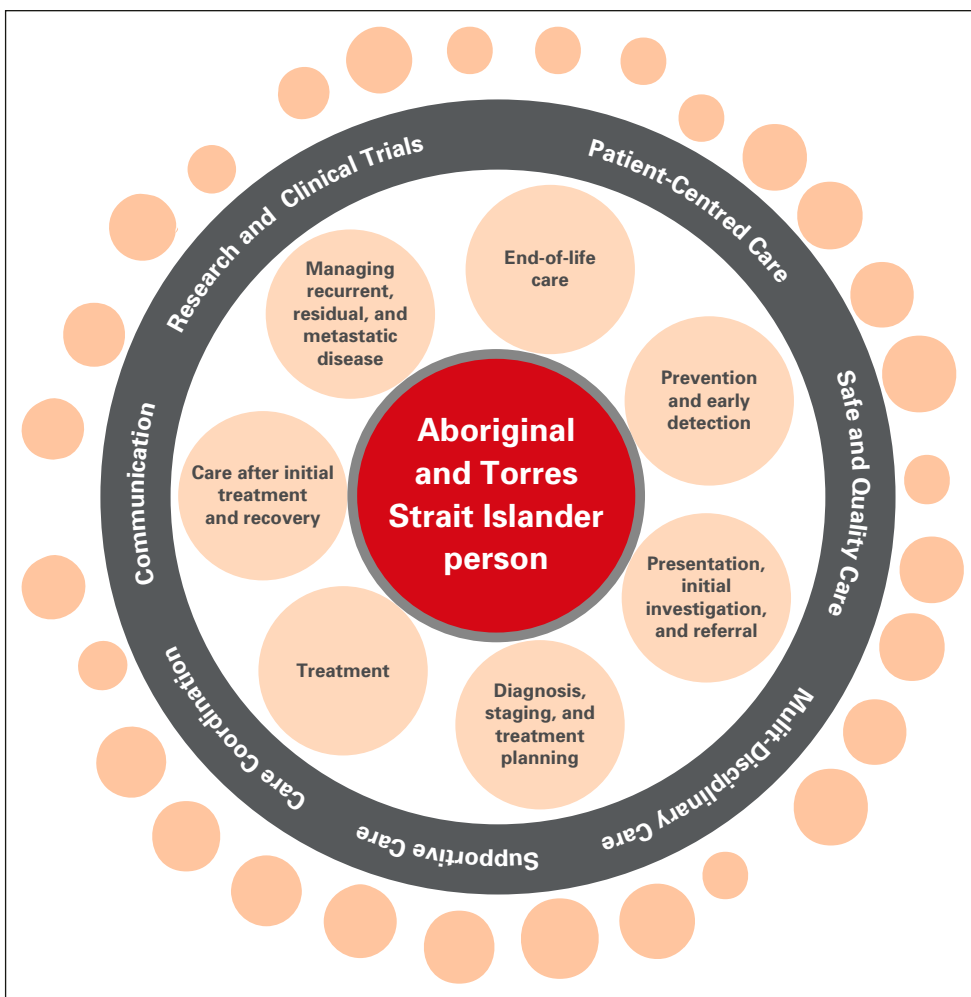 Research and Clinical Trials
Patient-Centred Care
Safe and Quality Care
Mulit-Disciplinary Care
Supportive Care
Care Coordination
Communication
End-of-life
care
Prevention
and early
detection
Presentation,
initial
investigation,
and referral
Diagnosis,
staging, and
treatment
planning
Treatment
Care after initial
treatment
and recovery
Managing
recurrent,
residual, and
metastatic
disease
Aboriginal
and Torres
Strait Islander
person